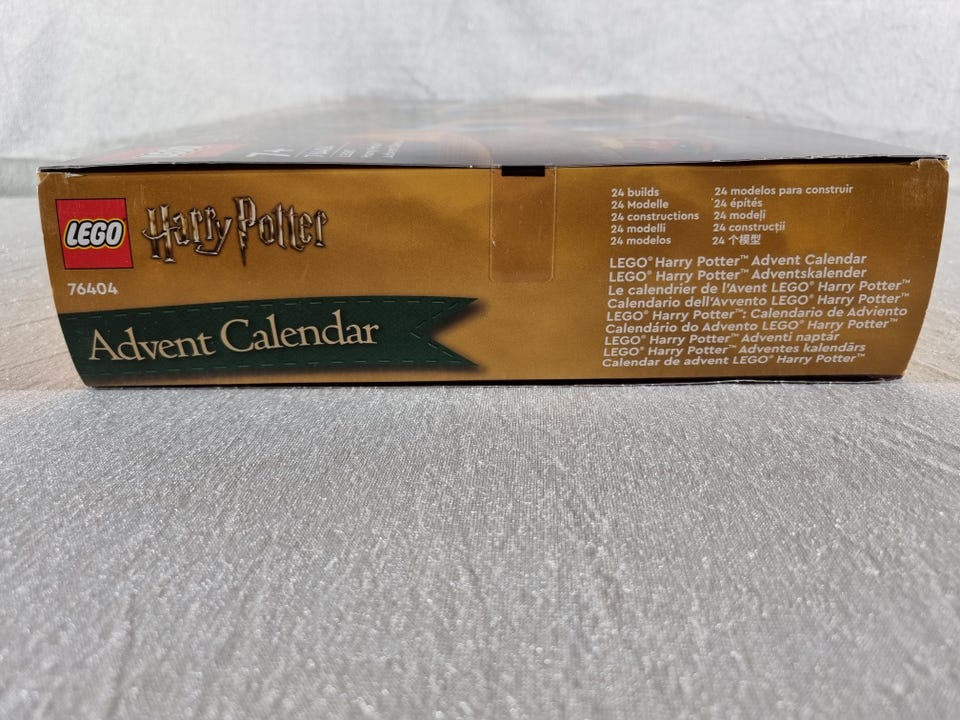 7+
LEGO
Harry Potter
76404
Advent Calendar
24 builds
24 Modelle
24 constructions
24 modelli
24 modelos
24 modelos para construir
24 építés
24 modeļi
24 construcții
24 个模型
LEGO® Harry Potter™ Advent Calendar
LEGO® Harry Potter™ Adventskalender
Le calendrier de l'Avent LEGO® Harry Potter™
Calendario dell'Avvento LEGO® Harry Potter™
LEGO® Harry Potter™: Calendario de Adviento
Calendário do Advento LEGO® Harry Potter™
LEGO® Harry Potter™ Adventi naptár
LEGO® Harry Potter™ Adventes kalendārs
Calendar de advent LEGO® Harry Potter™